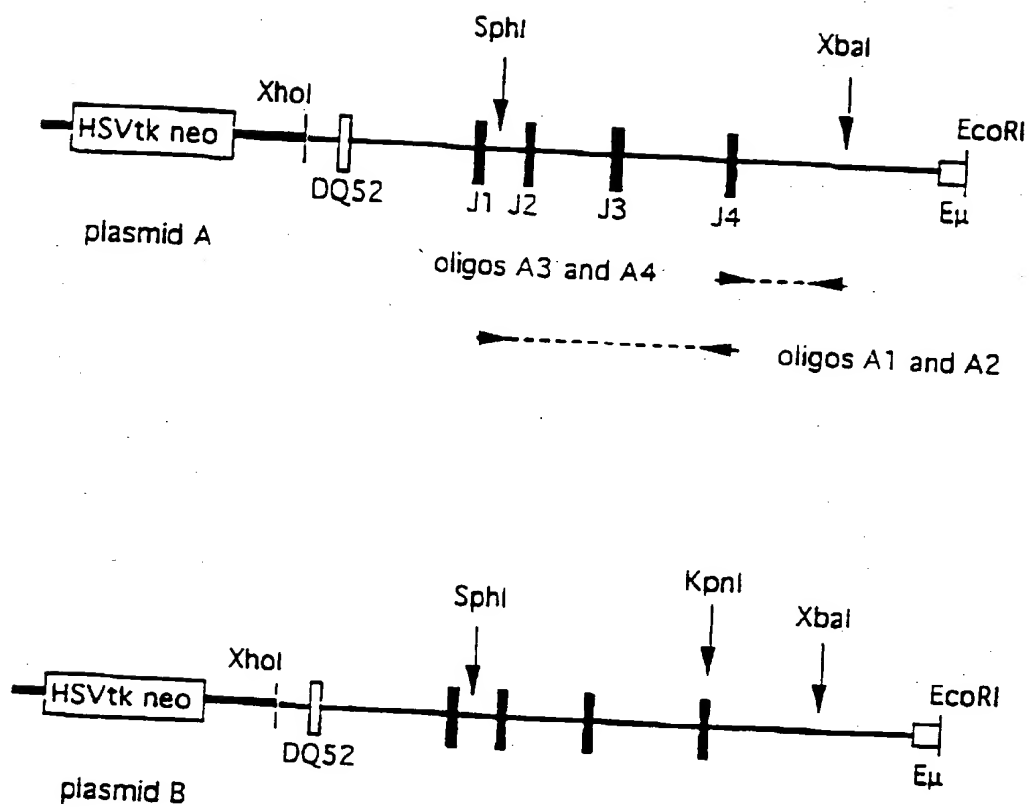 SphI
XbaI
XhoI
EcoRI
HSVtk neo
DQ52
J1 J2 J3 J4
Eμ
plasmid A
oligos A3 and A4
oligos A1 and A2
SphI
KpnI
XbaI
XhoI
EcoRI
HSVtk neo
DQ52
Eμ
plasmid B